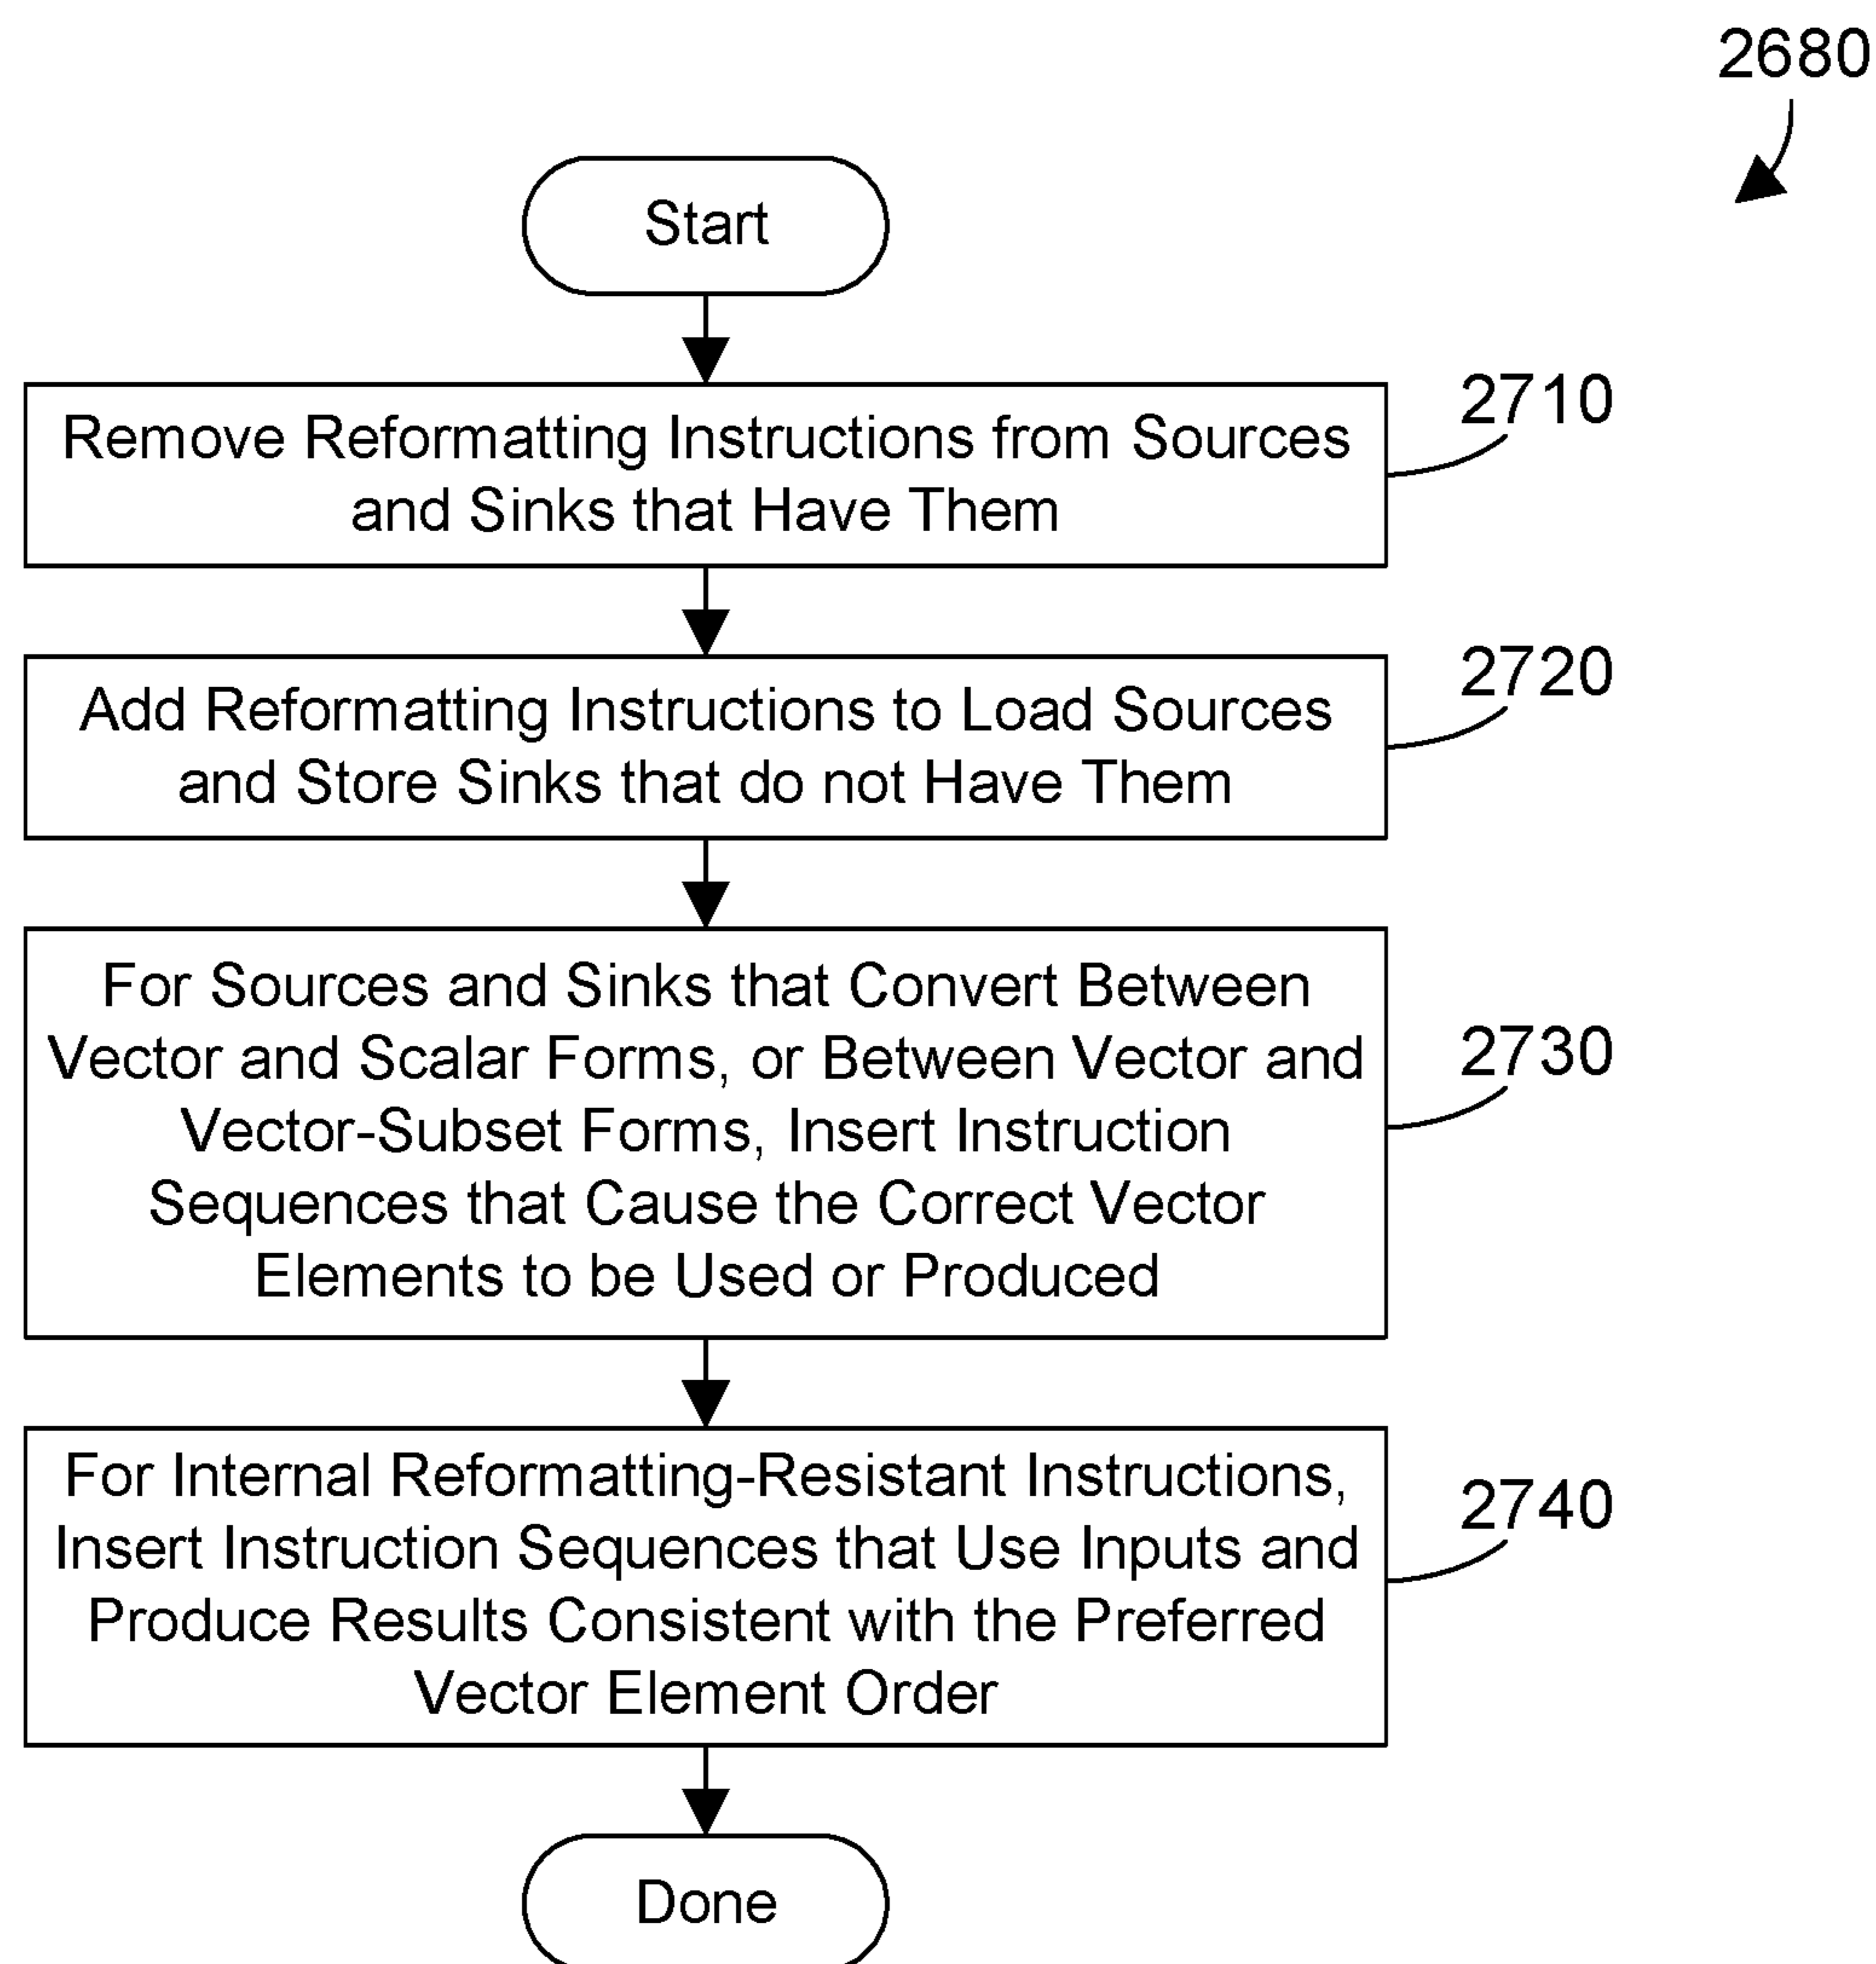 2680
Start
Remove Reformatting Instructions from Sources
and Sinks that Have Them
2710
Add Reformatting Instructions to Load Sources
and Store Sinks that do not Have Them
2720
For Sources and Sinks that Convert Between
Vector and Scalar Forms, or Between Vector and
Vector-Subset Forms, Insert Instruction
Sequences that Cause the Correct Vector
Elements to be Used or Produced
2730
For Internal Reformatting-Resistant Instructions,
Insert Instruction Sequences that Use Inputs and
Produce Results Consistent with the Preferred
Vector Element Order
2740
Done